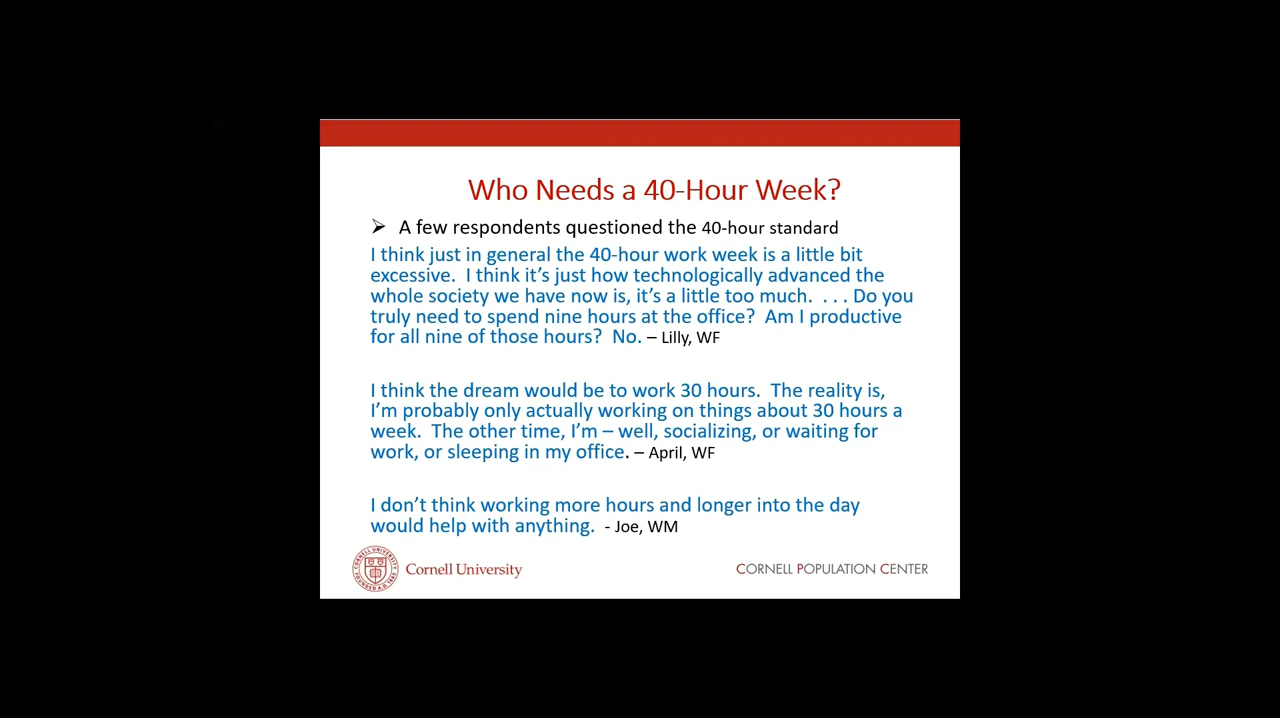 Who Needs a 40-Hour Week?
➢ A few respondents questioned the 40-hour standard
I think just in general the 40-hour work week is a little bit
excessive.  I think it’s just how technologically advanced the
whole society we have now is, it’s a little too much.  . . . Do you
truly need to spend nine hours at the office?  Am I productive
for all nine of those hours?  No. – Lilly, WF
I think the dream would be to work 30 hours.  The reality is,
I’m probably only actually working on things about 30 hours a
week.  The other time, I’m – well, socializing, or waiting for
work, or sleeping in my office. – April, WF
I don’t think working more hours and longer into the day
would help with anything.  - Joe, WM
Cornell University
CORNELL POPULATION CENTER